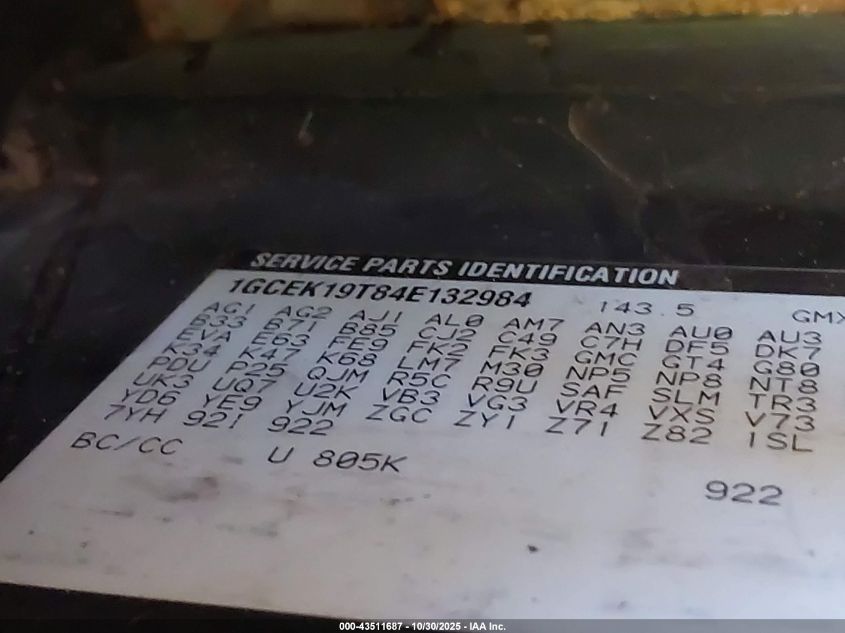 SERVICE PARTS IDENTIFICATION
1GCEK19T84E132984 143.5 GMX
AG1 AG2 AJ1 AL0 AM7 AN3 AU0 AU3
B33 B71 B85 CJ2 C49 C7H DF5 DK7
EVA E63 FE9 FK2 FK3 GMC GT4 G80
K34 K47 K68 LM7 M30 NP5 NP8 NT8
PDU P25 QJM R5C R9U SAF SLM TR3
UK3 UQ7 U2K VB3 VG3 VR4 VXS V73
YD6 YE9 YJM ZGC ZY1 Z71 Z82 1SL
7YH 921 922
BC/CC U 805K
922
000-43511687 - 10/30/2025 - IAA Inc.